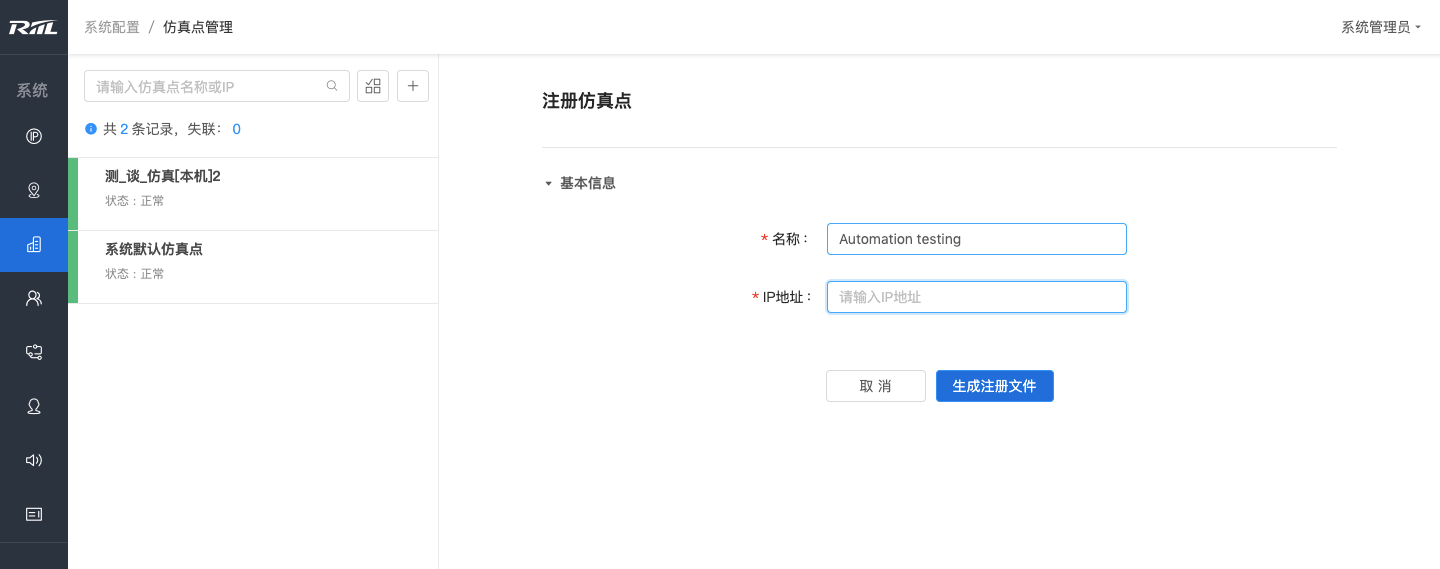 RIIL
系统配置 / 仿真点管理
系统管理员
系统
请输入仿真点名称或IP
共 2 条记录，失联： 0
测_谈_仿真[本机]2
状态：正常
系统默认仿真点
状态：正常
注册仿真点
基本信息
* 名称：
Automation testing
* IP地址：
请输入IP地址
取 消
生成注册文件
IP